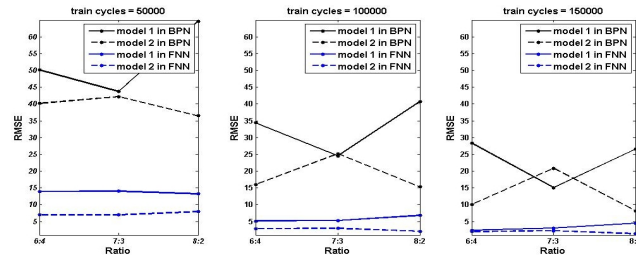 train cycles = 50000
model 1 in BPN
model 2 in BPN
model 1 in FNN
model 2 in FNN
RMSE
60
55
50
45
40
35
30
25
20
15
10
5
6:4
7:3
8:2
Ratio
train cycles = 100000
model 1 in BPN
model 2 in BPN
model 1 in FNN
model 2 in FNN
RMSE
60
55
50
45
40
35
30
25
20
15
10
5
6:4
7:3
8:2
Ratio
train cycles = 150000
model 1 in BPN
model 2 in BPN
model 1 in FNN
model 2 in FNN
RMSE
60
55
50
45
40
35
30
25
20
15
10
5
6:4
7:3
8:
Ratio